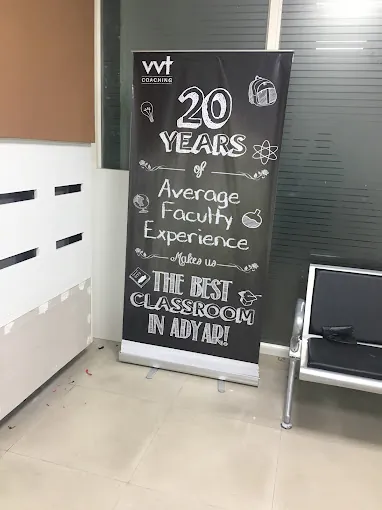 vvt
COACHING
20
YEARS
of
Average
Faculty
Experience
Makes us
THE BEST
CLASSROOM
IN ADYAR!